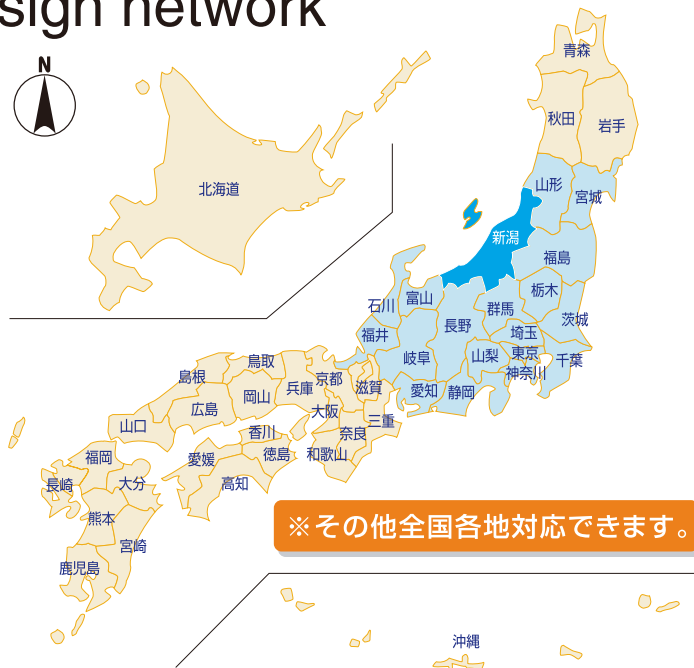 sign network
N
青森
秋田
岩手
北海道
山形
宮城
新潟
福島
栃木
石川
富山
群馬
茨城
福井
長野
埼玉
岐阜
山梨
東京
千葉
神奈川
愛知
静岡
鳥取
島根
京都
滋賀
兵庫
岡山
広島
大阪
三重
山口
香川
奈良
福岡
愛媛
徳島
和歌山
長崎
大分
高知
熊本
宮崎
鹿児島
※その他全国各地対応できます。
沖縄